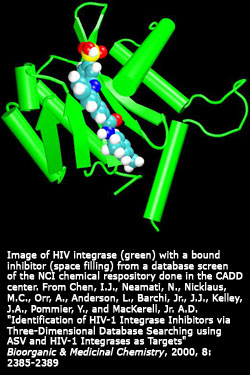 Image of HIV integrase (green) with a bound
inhibitor (space filling) from a database screen
of the NCI chemical respository done in the CADD
center. From Chen, I.J., Neamati, N., Nicklaus,
M.C., Orr, A., Anderson, L., Barchi, Jr., J.J., Kelley,
J.A., Pommier, Y., and MacKerell, Jr. A.D.
"Identification of HIV-1 Integrase Inhibitors via
Three-Dimensional Database Searching using
ASV and HIV-1 Integrases as Targets"
Bioorganic & Medicinal Chemistry, 2000, 8:
2385-2389